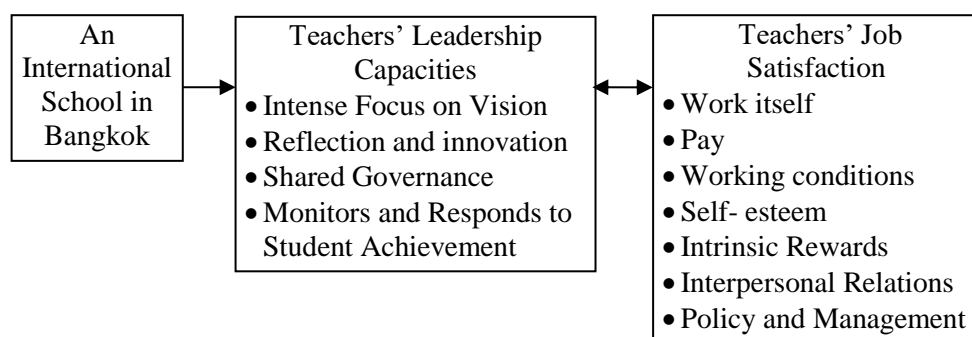 An
International
School in
Bangkok
Teachers’ Leadership
Capacities
• Intense Focus on Vision
• Reflection and innovation
• Shared Governance
• Monitors and Responds to
Student Achievement
Teachers’ Job
Satisfaction
• Work itself
• Pay
• Working conditions
• Self- esteem
• Intrinsic Rewards
• Interpersonal Relations
• Policy and Management